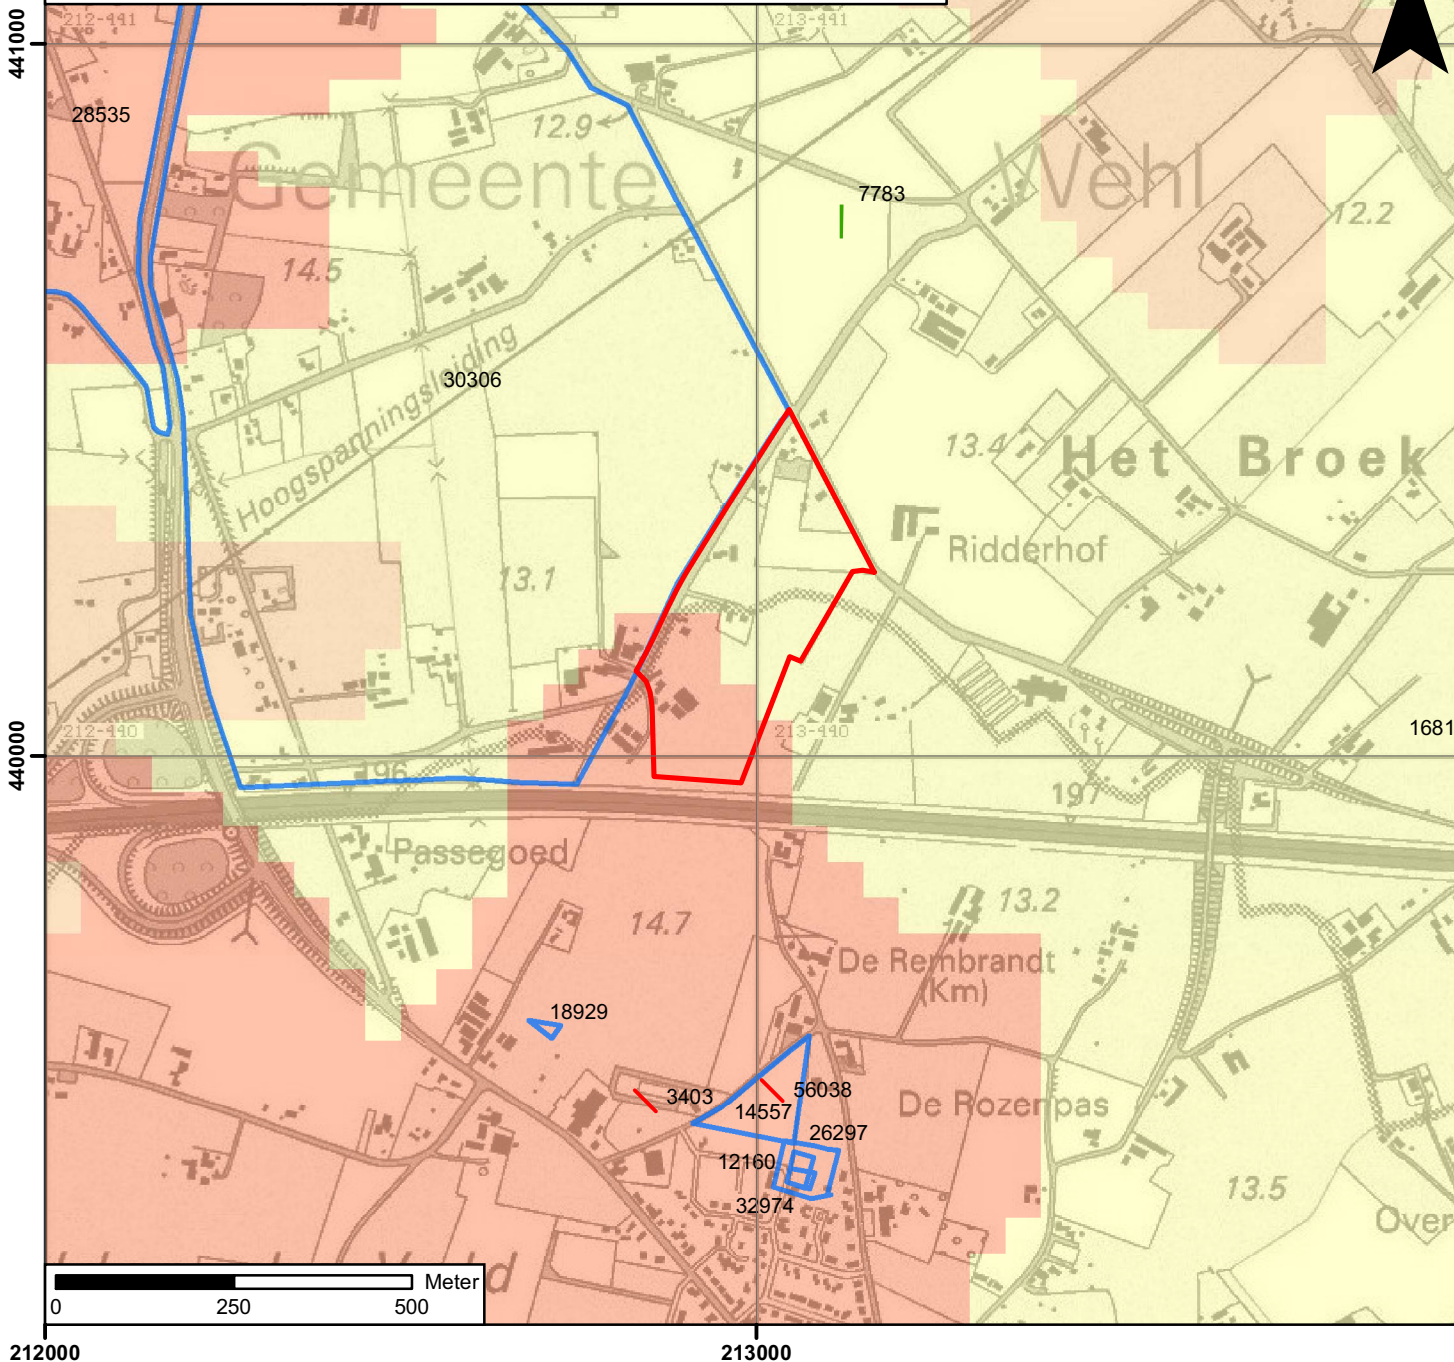 212-441
213-441
441000
28535
12.9
Gemeente Wehl
7783
12.2
14.5
Hoogspanningsleiding
30306
13.4
Het Broek
Ridderhof
13.1
212-440
213-440
1681
440000
196
197
Passegoed
14.7
13.2
De Rembrandt
(Km)
18929
3403
56038
14557
De Rozenpas
26297
12160
32974
13.5
Over
d
Meter
0 250 500
212000 213000